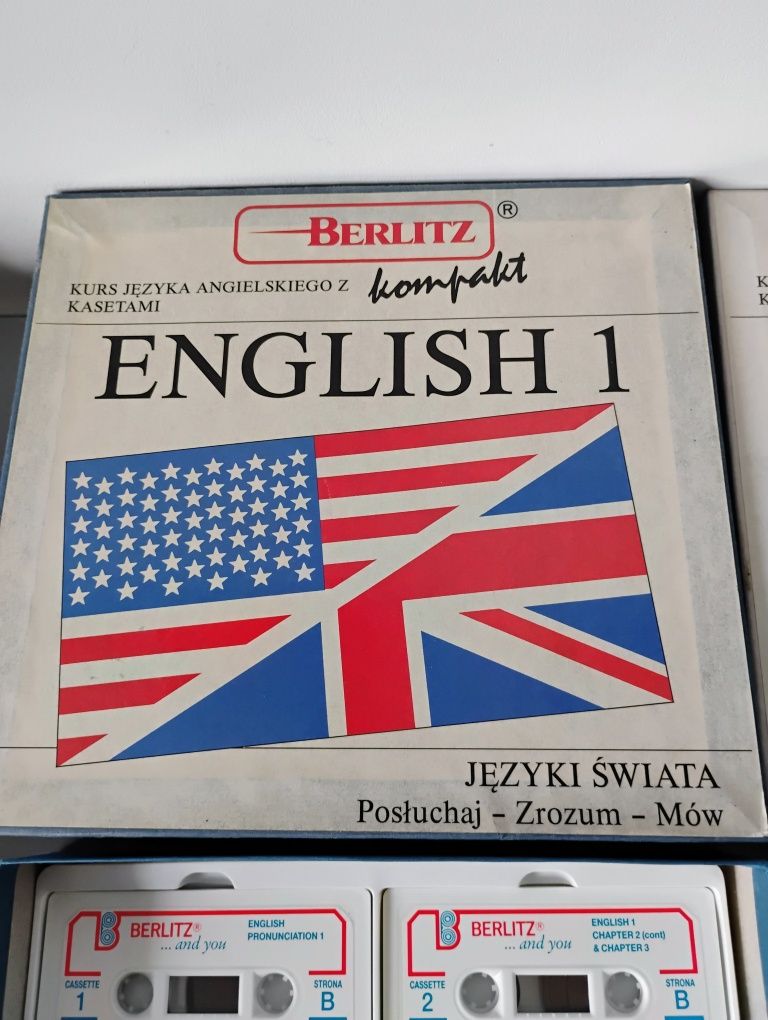 BERLITZ®
kompakt
KURS JĘZYKA ANGIELSKIEGO Z
KASETAMI
ENGLISH 1
JĘZYKI ŚWIATA
Posłuchaj – Zrozum – Mów
K
K
BERLITZ®
... and you
ENGLISH
PRONUNCIATION 1
CASSETTE
1
STRONA
B
BERLITZ®
... and you
ENGLISH 1
CHAPTER 2 (cont)
& CHAPTER 3
CASSETTE
2
STRONA
B